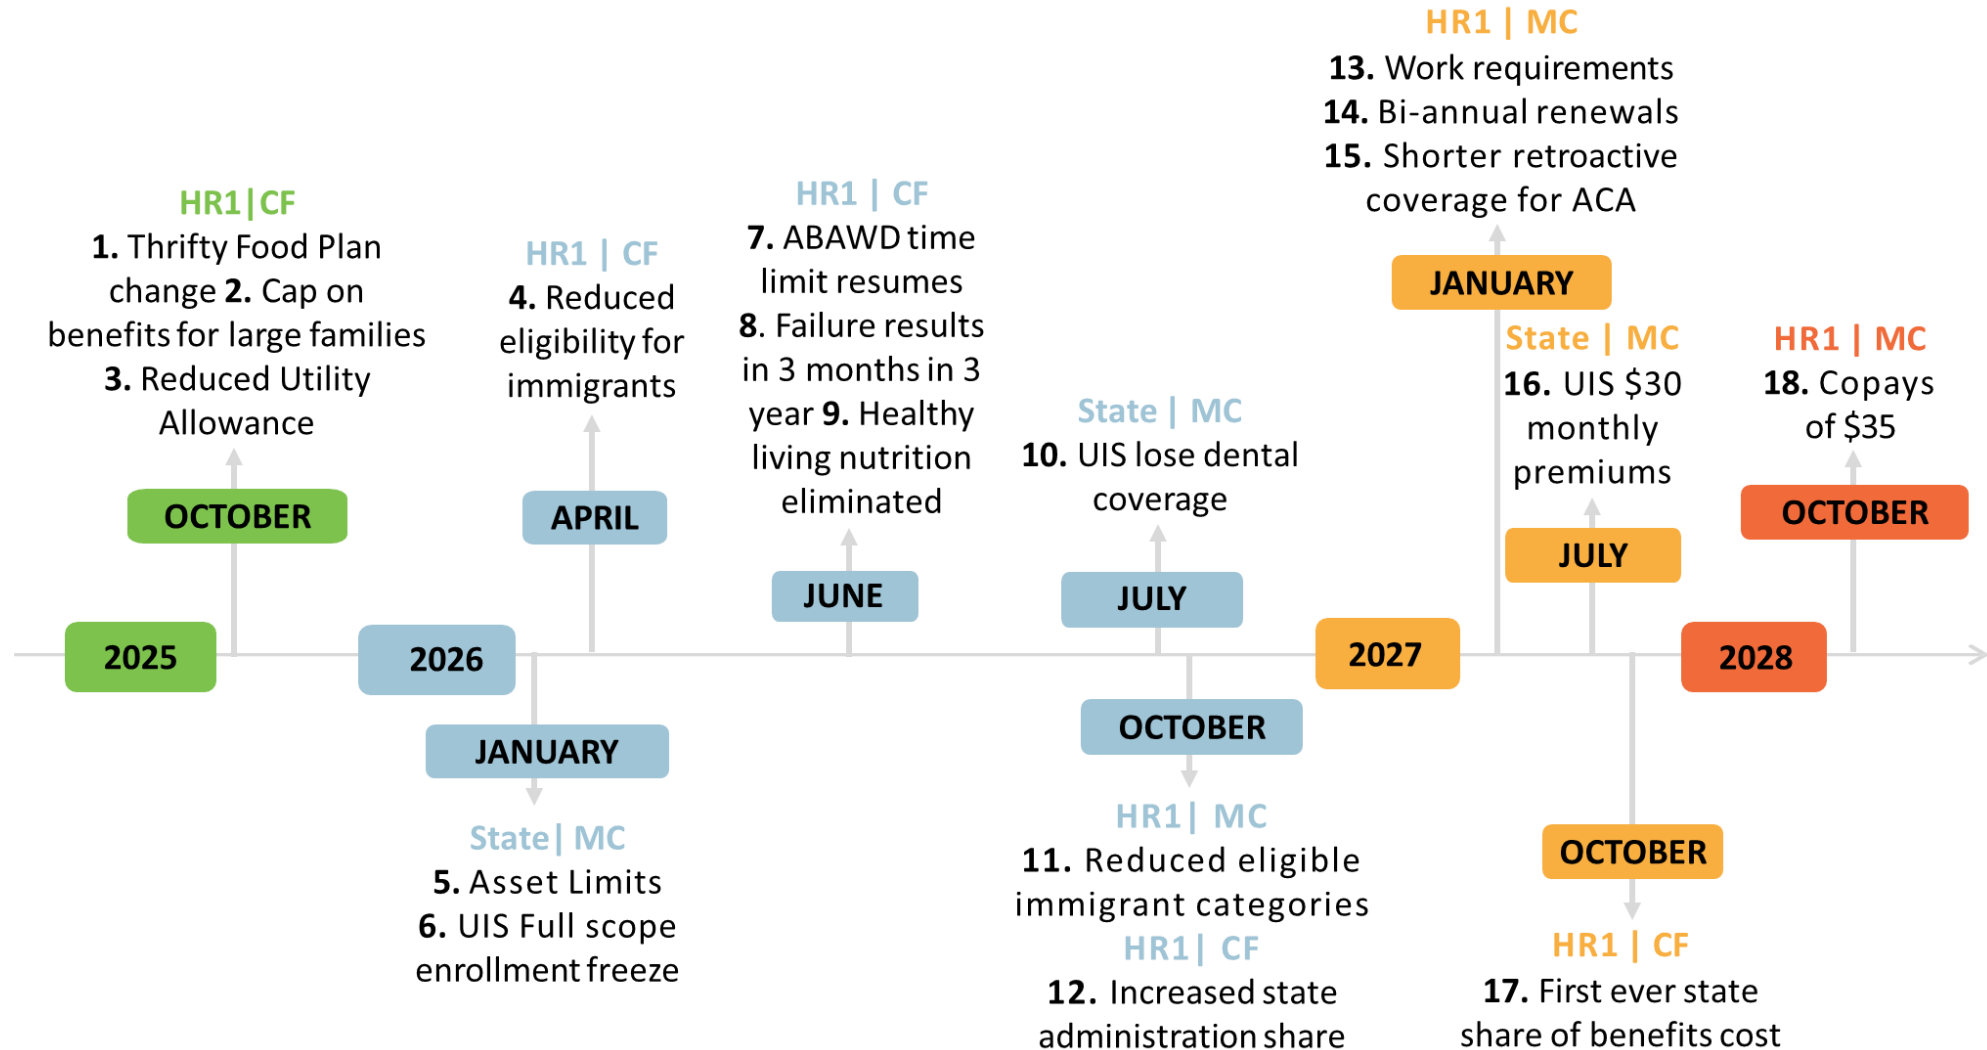 HR1|CF
1. Thrifty Food Plan
change 2. Cap on
benefits for large families
3. Reduced Utility
Allowance
OCTOBER
2025
2026
JANUARY
State| MC
5. Asset Limits
6. UIS Full scope
enrollment freeze
HR1 | CF
4. Reduced
eligibility for
immigrants
APRIL
HR1 | CF
7. ABAWD time
limit resumes
8. Failure results
in 3 months in 3
year 9. Healthy
living nutrition
eliminated
JUNE
State | MC
10. UIS lose dental
coverage
JULY
OCTOBER
HR1| MC
11. Reduced eligible
immigrant categories
HR1| CF
12. Increased state
administration share
2027
HR1 | MC
13. Work requirements
14. Bi-annual renewals
15. Shorter retroactive
coverage for ACA
JANUARY
State | MC
16. UIS $30
monthly
premiums
JULY
OCTOBER
HR1 | CF
17. First ever state
share of benefits cost
2028
HR1 | MC
18. Copays
of $35
OCTOBER